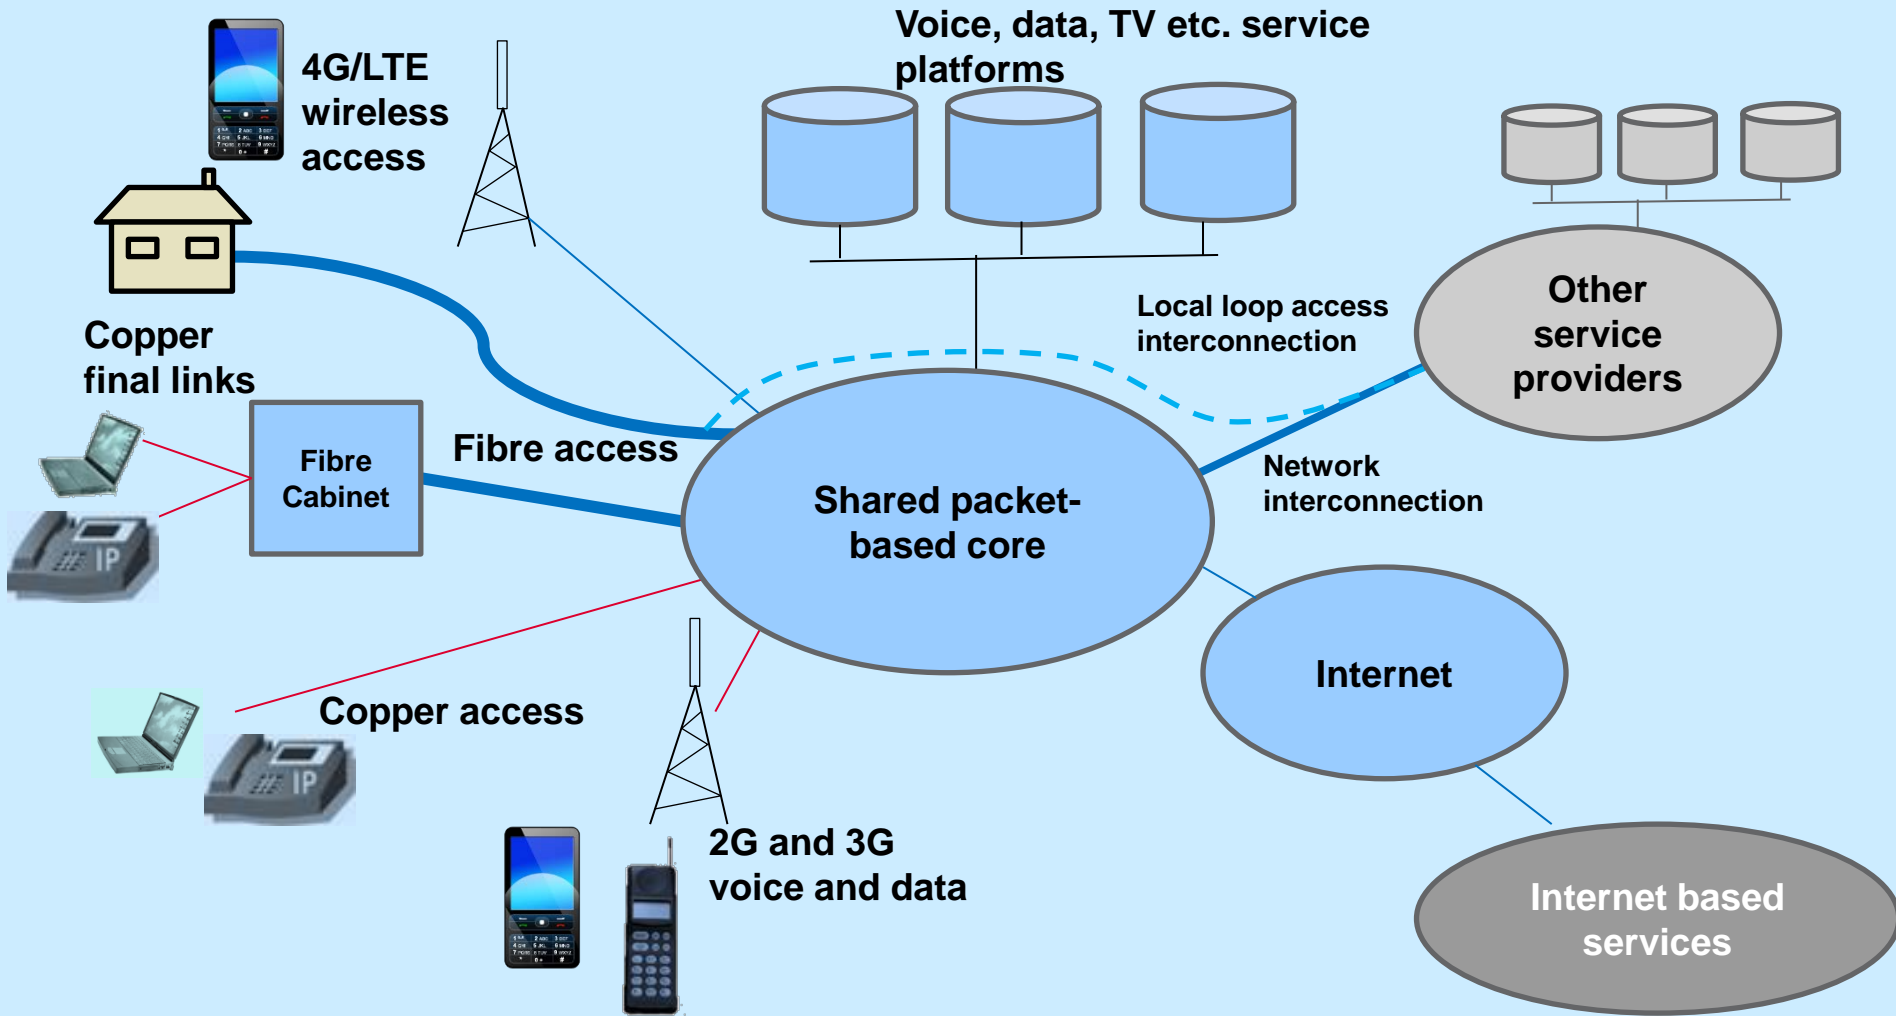 Voice, data, TV etc. service
platforms
4G/LTE
wireless
access
Copper
final links
Local loop access
interconnection
Other
service
providers
Fibre
Cabinet
Fibre access
Network
interconnection
Shared packet-
based core
IP
Internet
Copper access
IP
2G and 3G
voice and data
Internet based
services